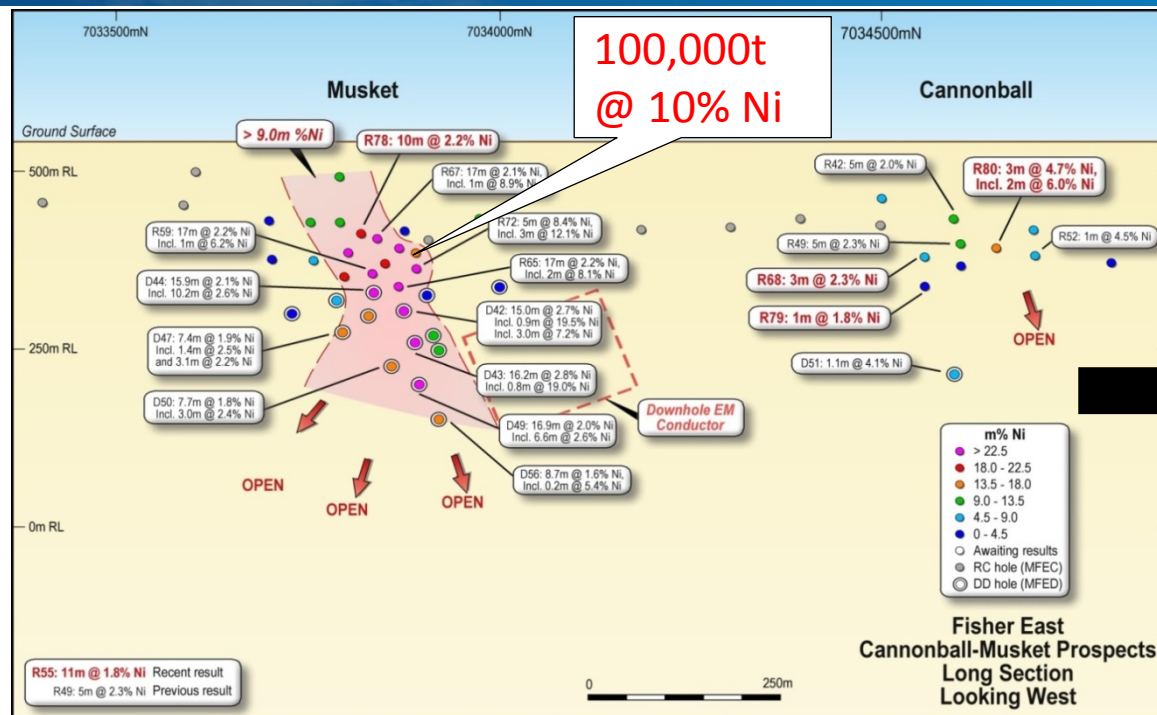 7033500mN
7034000mN
7034500mN
100,000t
@ 10% Ni
Musket
Cannonball
Ground Surface
> 9.0m %Ni
R78: 10m @ 2.2% Ni
R67: 17m @ 2.1% Ni,
Incl. 1m @ 8.9% Ni
R42: 5m @ 2.0% Ni
R80: 3m @ 4.7% Ni,
Incl. 2m @ 6.0% Ni
500m RL
R59: 17m @ 2.2% Ni
Incl. 1m @ 6.2% Ni
R72: 5m @ 8.4% Ni
Incl. 3m @ 12.1% Ni
R49: 5m @ 2.3% Ni
R52: 1m @ 4.5% Ni
D44: 15.9m @ 2.1% Ni
Incl. 10.2m @ 2.6% Ni
R65: 17m @ 2.2% Ni,
Incl. 2m @ 8.1% Ni
R68: 3m @ 2.3% Ni
D42: 15.0m @ 2.7% Ni
Incl. 0.9m @ 19.5% Ni
Incl. 3.0m @ 7.2% Ni
R79: 1m @ 1.8% Ni
D47: 7.4m @ 1.9% Ni
Incl. 1.4m @ 2.5% Ni
and 3.1m @ 2.2% Ni
250m RL
OPEN
D43: 16.2m @ 2.8% Ni
Incl. 0.8m @ 19.0% Ni
D51: 1.1m @ 4.1% Ni
D50: 7.7m @ 1.8% Ni
Incl. 3.0m @ 2.4% Ni
Downhole EM
Conductor
D49: 16.9m @ 2.0% Ni
Incl. 6.6m @ 2.6% Ni
D56: 8.7m @ 1.6% Ni,
Incl. 0.2m @ 5.4% Ni
OPEN
OPEN
OPEN
0m RL
m% Ni
> 22.5
18.0 - 22.5
13.5 - 18.0
9.0 - 13.5
4.5 - 9.0
0 - 4.5
Awaiting results
RC hole (MFEC)
DD hole (MFED)
Fisher East
Cannonball-Musket Prospects
Long Section
Looking West
R55: 11m @ 1.8% Ni Recent result
R49: 5m @ 2.3% Ni Previous result
0
250m